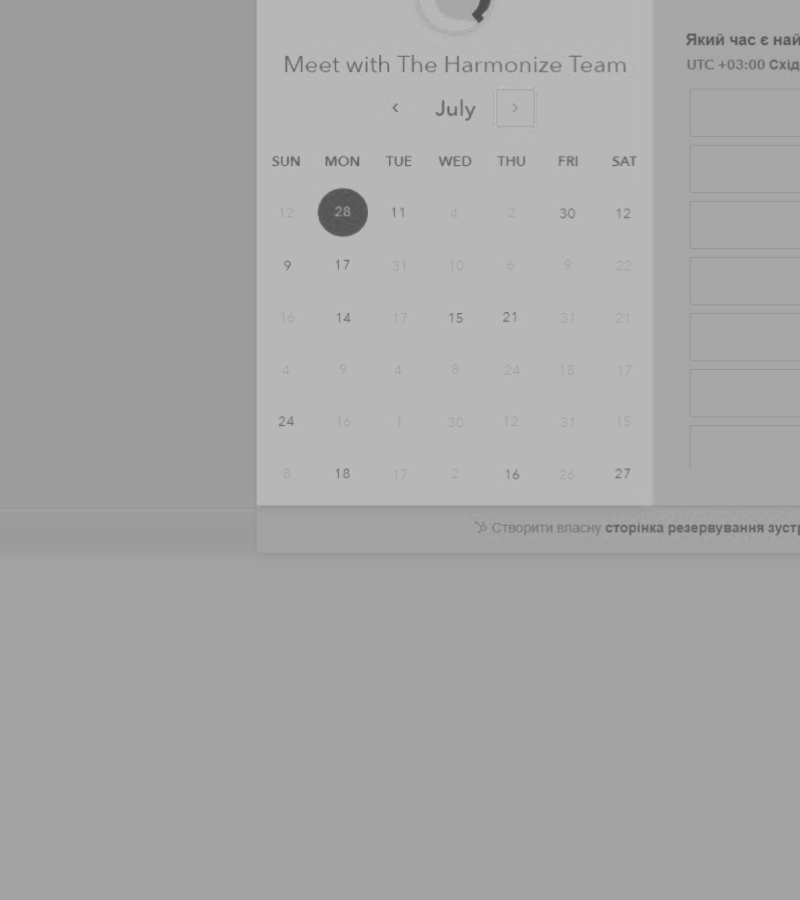 Meet with The Harmonize Team
‹ July ›
SUN MON TUE WED THU FRI SAT
12 28 11 4 2 30 12
9 17 31 10 6 9 22
16 14 17 15 21 31 21
4 9 4 8 24 18 17
24 16 1 30 12 31 15
8 18 17 2 16 26 27
Який час є най
UTC +03:00 Схід
Створити власну сторінка резервування зустр